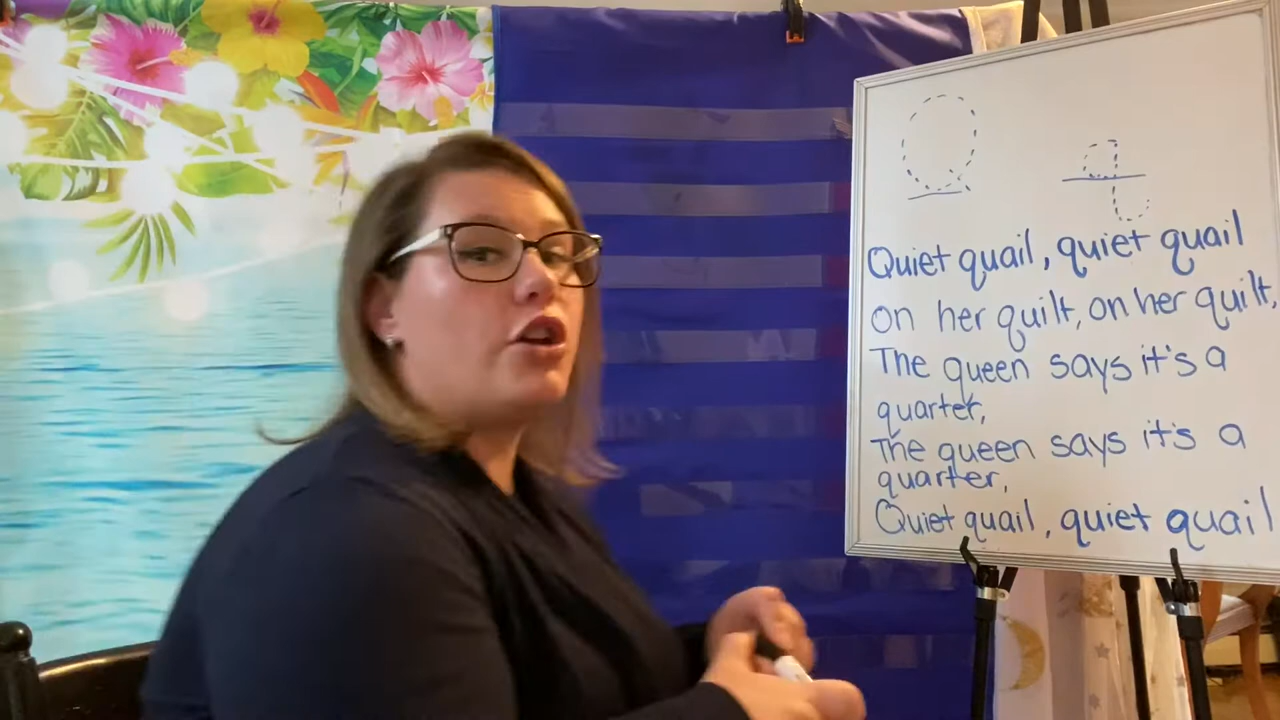 Q q
Quiet quail, quiet quail
on her quilt, on her quilt,
The queen says it's a
quarter,
The queen says it's a
quarter,
Quiet quail, quiet quail